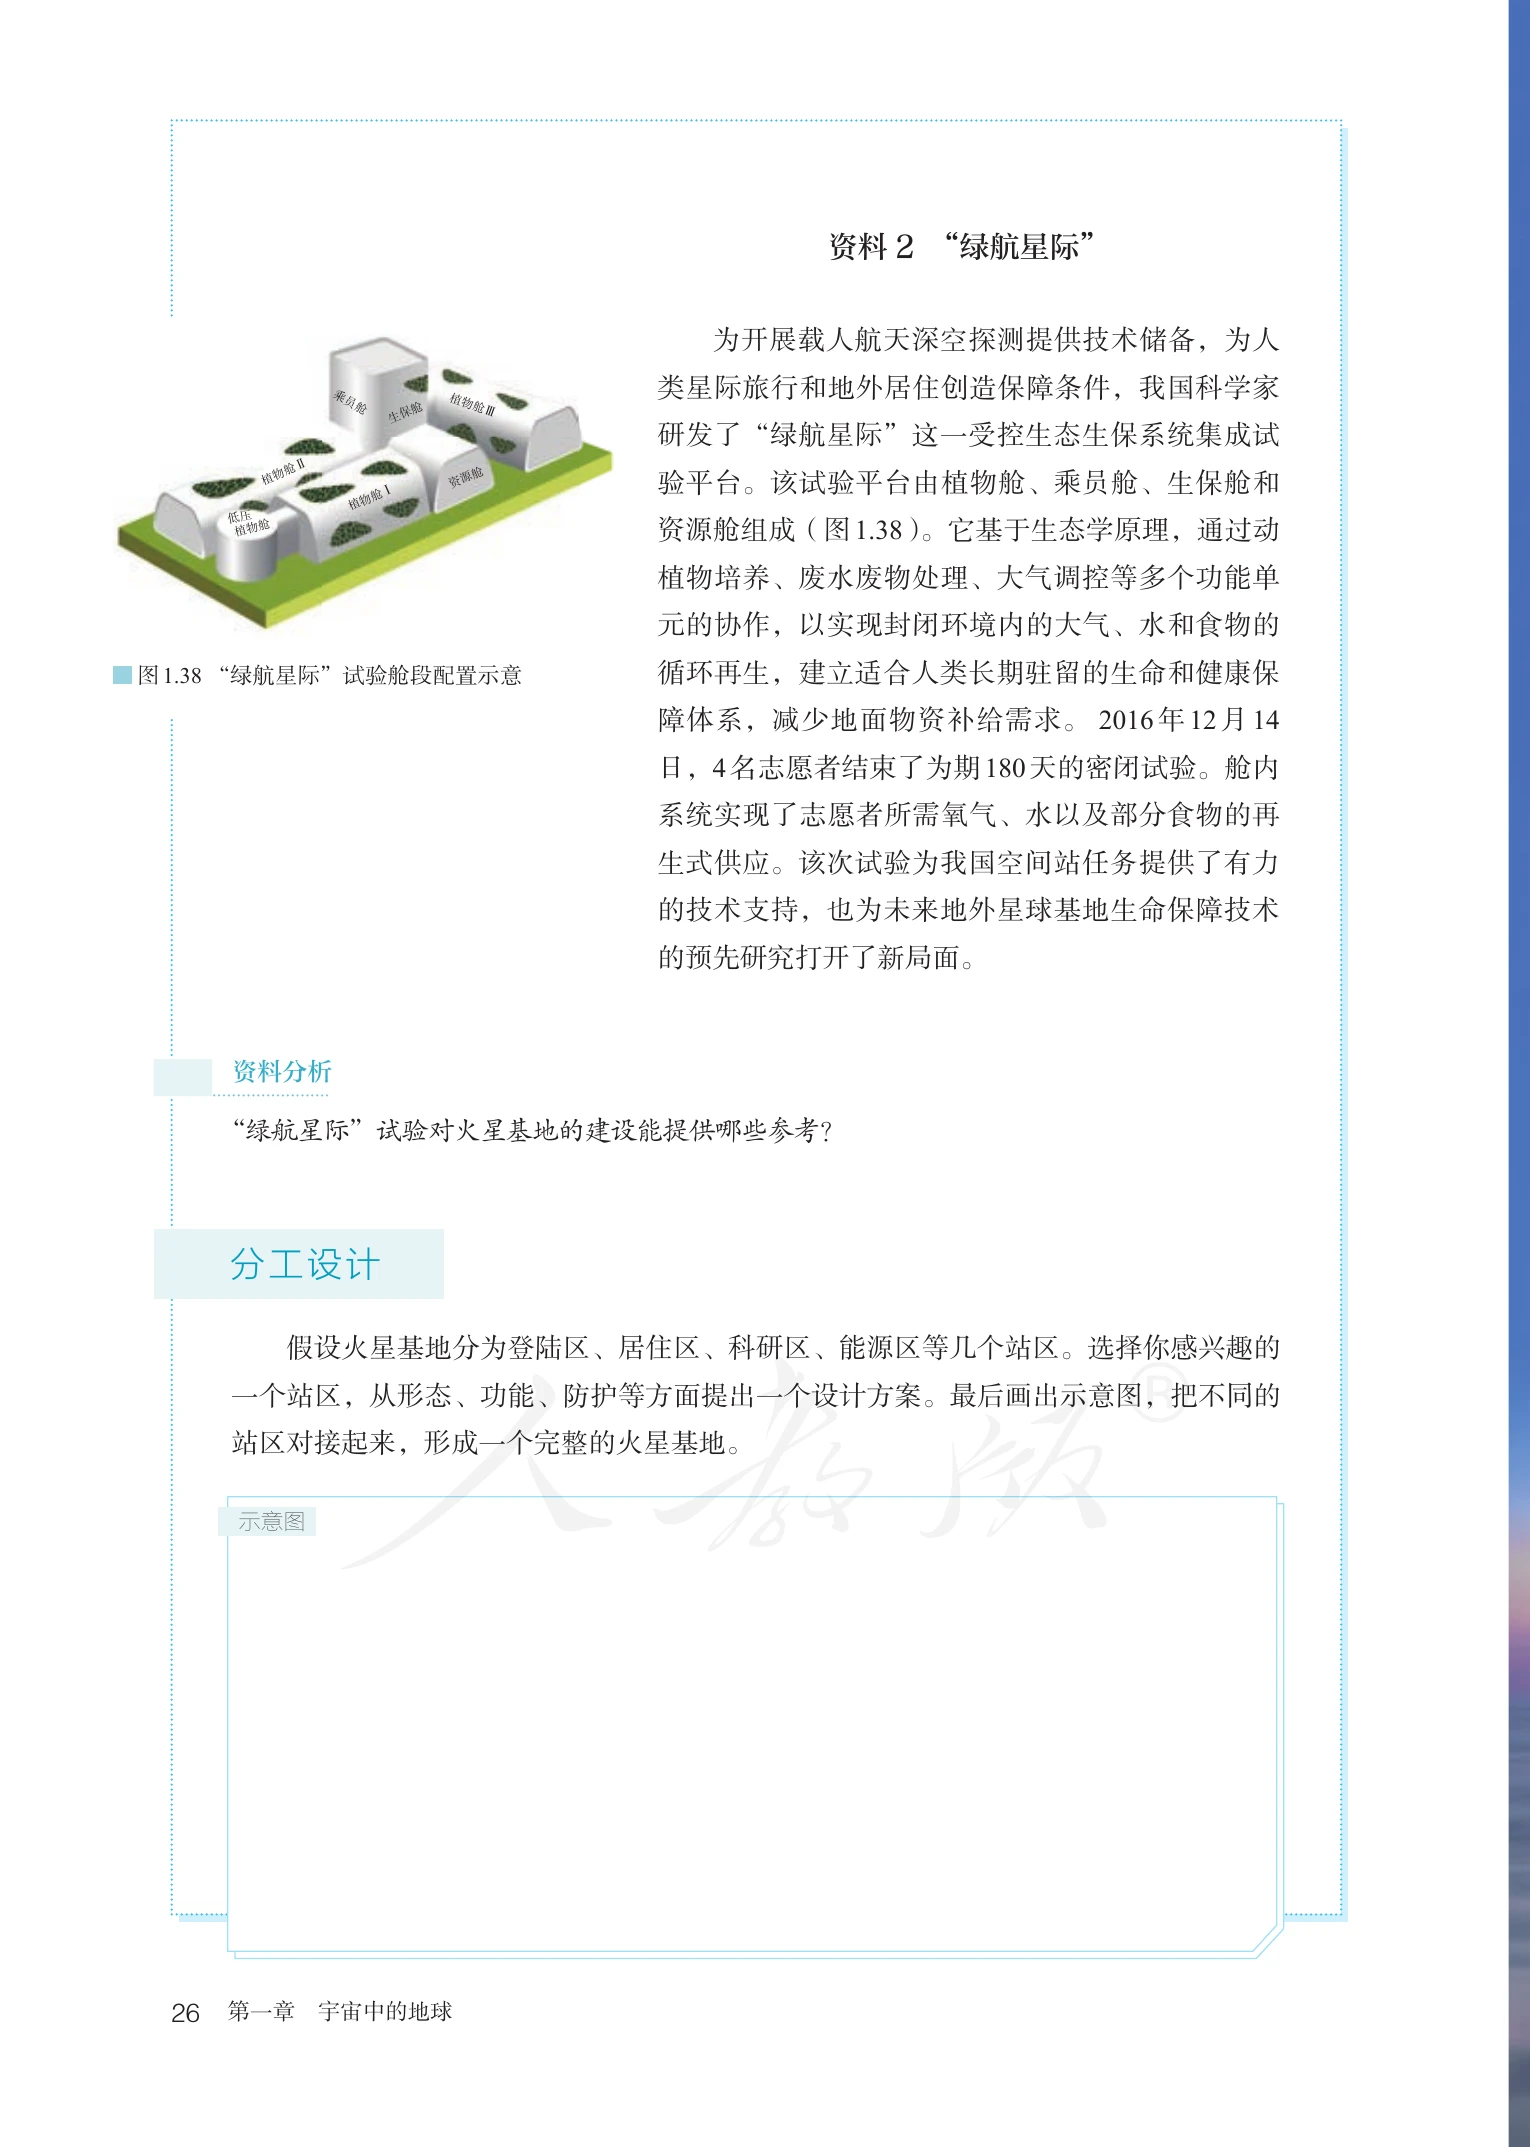 资料 2 “绿航星际”
为开展载人航天深空探测提供技术储备，为人
类星际旅行和地外居住创造保障条件，我国科学家
研发了“绿航星际”这一受控生态生保系统集成试
验平台。该试验平台由植物舱、乘员舱、生保舱和
资源舱组成（图1.38）。它基于生态学原理，通过动
植物培养、废水废物处理、大气调控等多个功能单
元的协作，以实现封闭环境内的大气、水和食物的
循环再生，建立适合人类长期驻留的生命和健康保
障体系，减少地面物资补给需求。 2016年12月14
日，4名志愿者结束了为期180天的密闭试验。舱内
系统实现了志愿者所需氧气、水以及部分食物的再
生式供应。该次试验为我国空间站任务提供了有力
的技术支持，也为未来地外星球基地生命保障技术
的预先研究打开了新局面。
乘员舱
生保舱
植物舱Ⅲ
植物舱Ⅱ
植物舱Ⅰ
资源舱
低压
植物舱
图1.38 “绿航星际”试验舱段配置示意
资料分析
“绿航星际”试验对火星基地的建设能提供哪些参考？
分工设计
假设火星基地分为登陆区、居住区、科研区、能源区等几个站区。选择你感兴趣的
一个站区，从形态、功能、防护等方面提出一个设计方案。最后画出示意图，把不同的
站区对接起来，形成一个完整的火星基地。
人教版®
示意图
26 第一章 宇宙中的地球